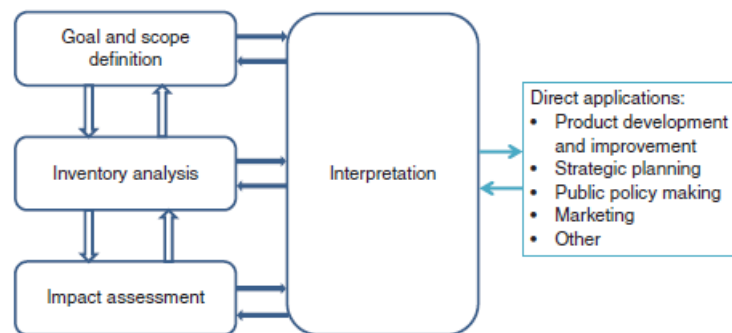 Goal and scope
definition
Inventory analysis
Impact assessment
Interpretation
Direct applications:
• Product development
and improvement
• Strategic planning
• Public policy making
• Marketing
• Other